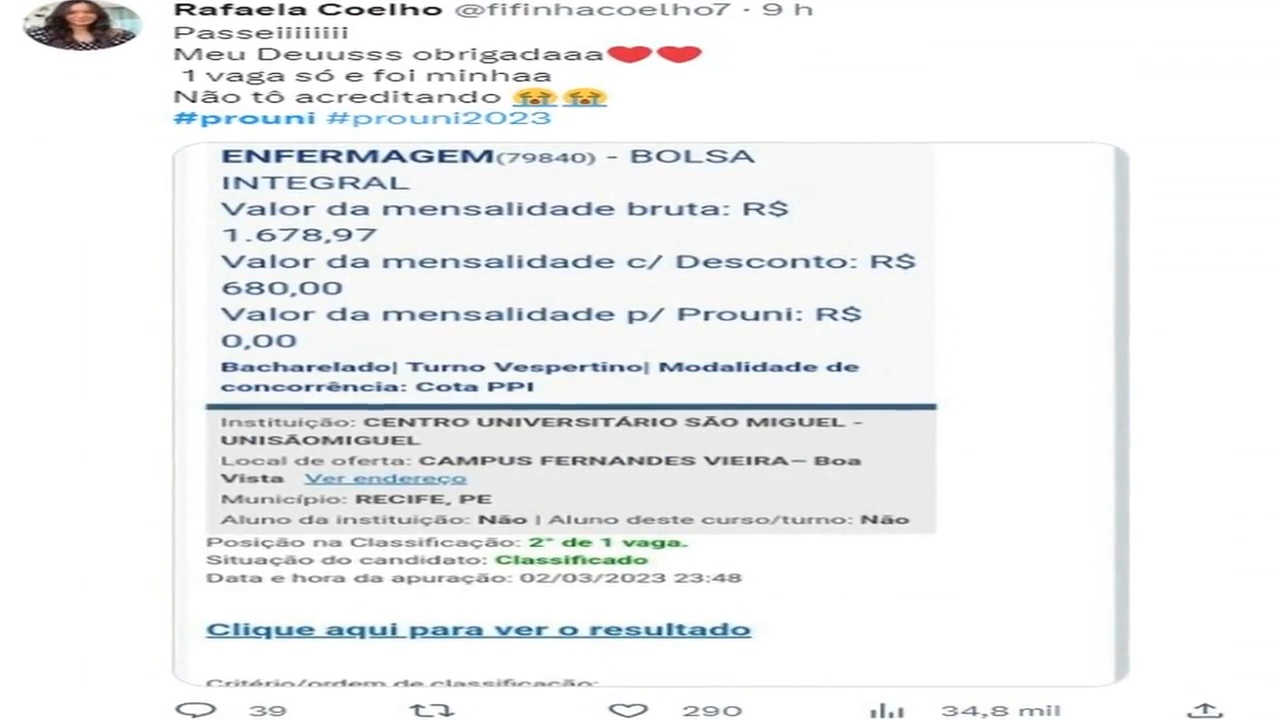 Rafaela Coelho @fifinhacoelho7 · 9 h
Passeiiiiiiiii
Meu Deuusss obrigadaaa❤️❤️
1 vaga só e foi minhaa
Não tô acreditando 😭😭
#prouni #prouni2023
ENFERMAGEM(79840) - BOLSA
INTEGRAL
Valor da mensalidade bruta: R$
1.678,97
Valor da mensalidade c/ Desconto: R$
680,00
Valor da mensalidade p/ Prouni: R$
0,00
Bacharelado| Turno Vespertino| Modalidade de
concorrência: Cota PPI
Instituição: CENTRO UNIVERSITÁRIO SÃO MIGUEL -
UNISÃOMIGUEL
Local de oferta: CAMPUS FERNANDES VIEIRA– Boa
Vista Ver endereço
Município: RECIFE, PE
Aluno da instituição: Não | Aluno deste curso/turno: Não
Posição na Classificação: 2° de 1 vaga.
Situação do candidato: Classificado
Data e hora da apuração: 02/03/2023 23:48
Clique aqui para ver o resultado
Critério/ordem de classificação:
39 290 34,8 mil